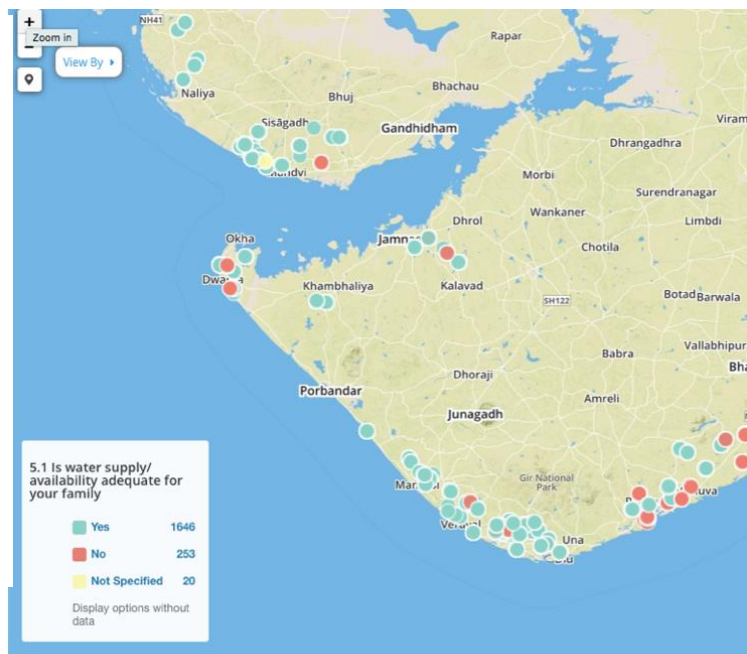 +
NH41
Zoom in
Rapar
View By
Naliya
Bhachau
Bhuj
Viram
Sisāgadh
Gandhidham
Dhrangadhra
Morbi
Surendranagar
Okha
Dhrol
Wankaner
Limbdi
Chotila
Khambhaliya
Kalavad
SH122
Botad
Barwala
Vallabhipur
Babra
Dhoraji
Porbandar
Amreli
Junagadh
Gir National
Park
Veraval
Una
5.1 Is water supply/
availability adequate for
your family
Yes 1646
No 253
Not Specified 20
Display options without
data